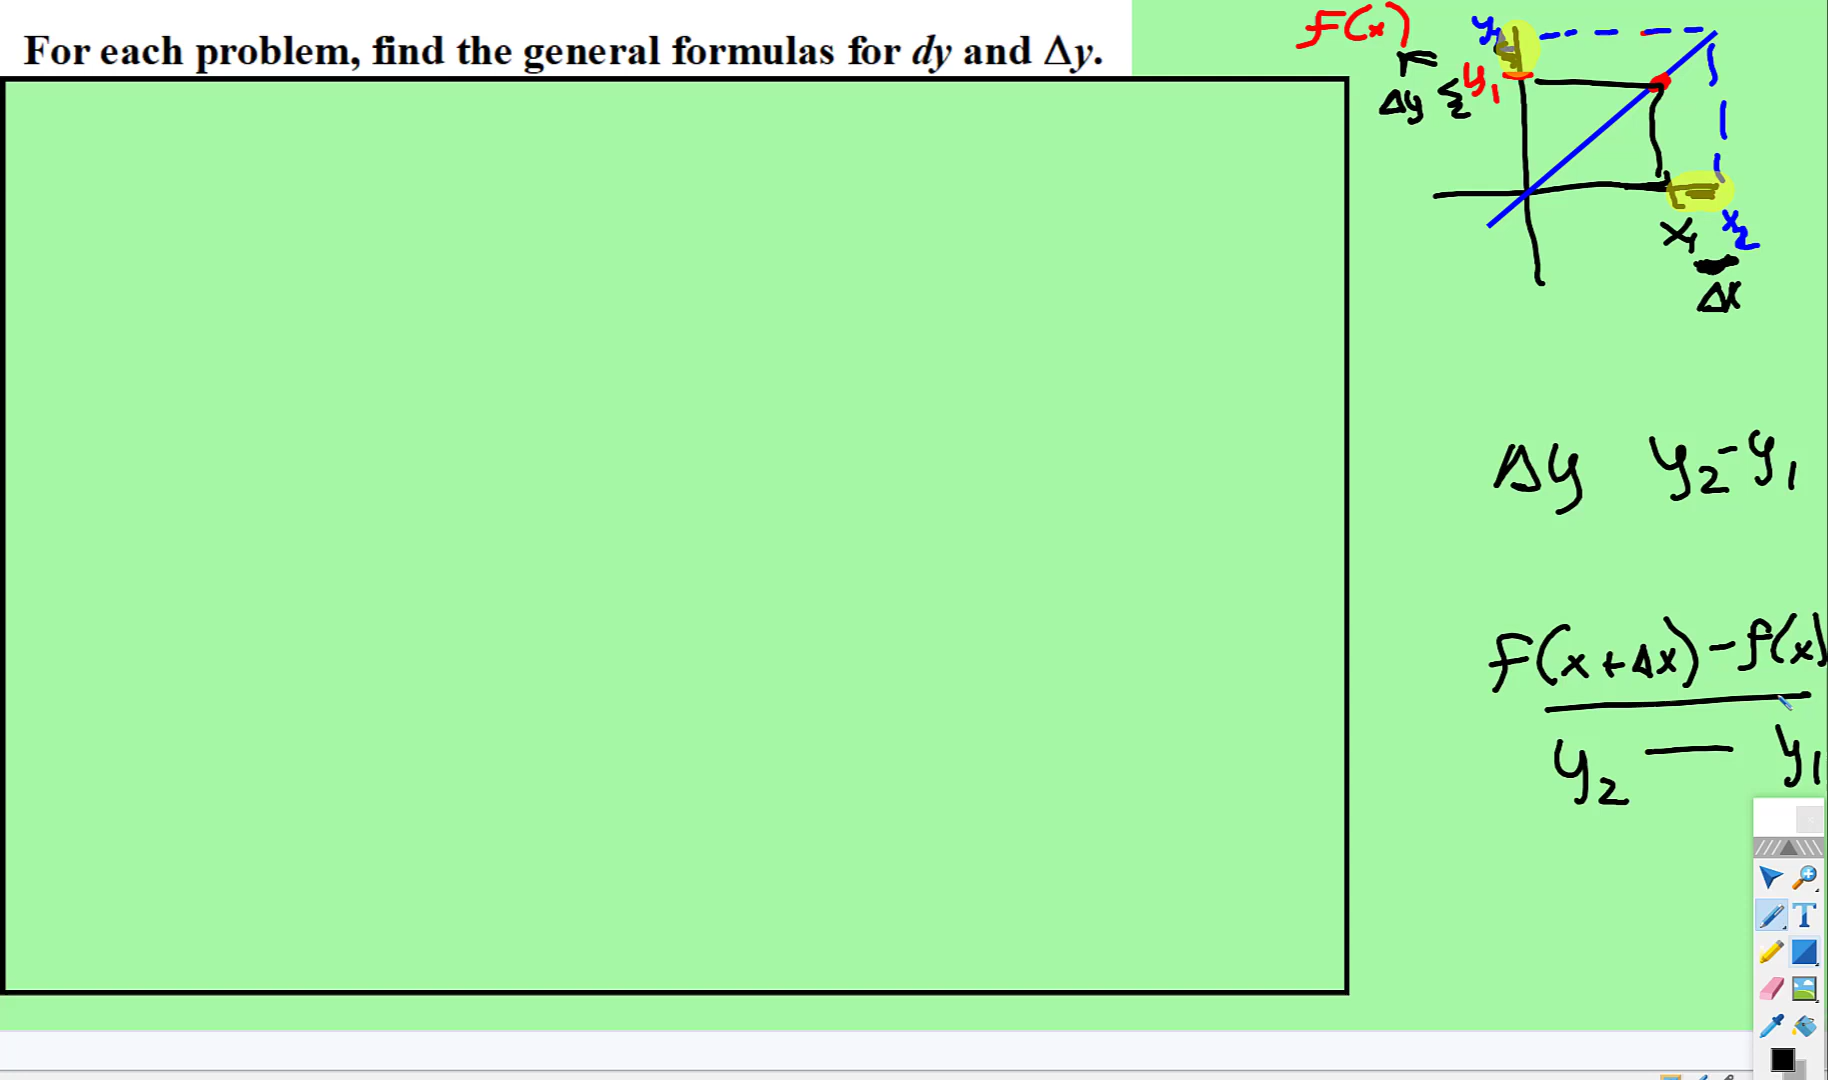 For each problem, find the general formulas for dy and Δy.
F(x)
y₁
Δy
x₁
x₂
Δx
Δy y₂-y₁
F(x+Δx)-f(x)
y₂ — y₁
T